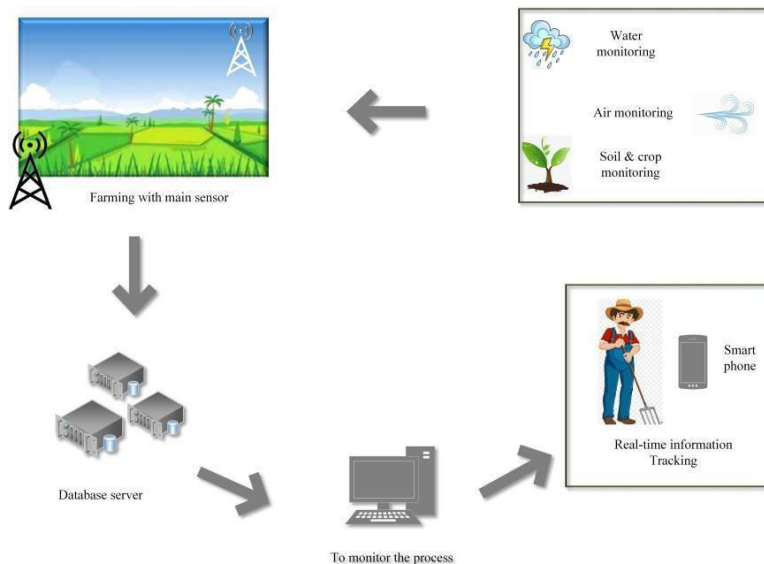 Water
monitoring
Air monitoring
Soil & crop
monitoring
Farming with main sensor
Smart
phone
Real-time information
Tracking
Database server
To monitor the process